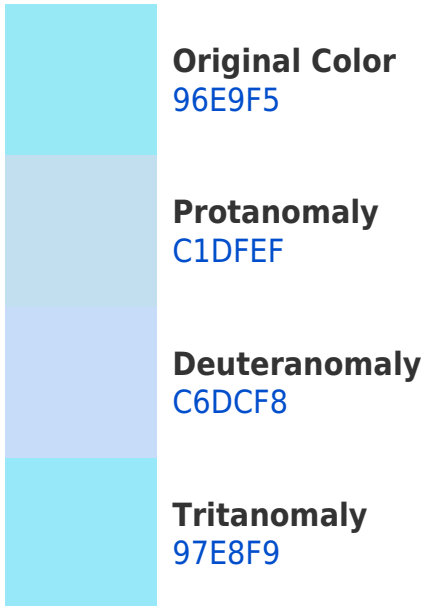 Original Color
96E9F5
Protanomaly
C1DFEF
Deuteranomaly
C6DCF8
Tritanomaly
97E8F9